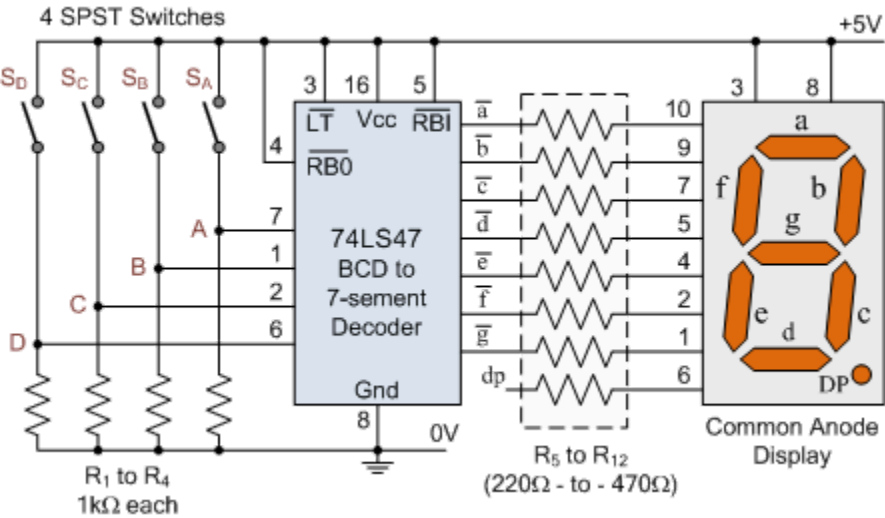 4 SPST Switches
+5V
SD SC SB SA
3 16 5
3 8
LT Vcc RBI
4 RB0
a 10 a
b 9
c 7 f b
d 5 g
e 4
f 2 e c
g 1 d
dp 6 DP
A 7
B 1
C 2
D 6
74LS47
BCD to
7-sement
Decoder
Gnd
8
0V
R1 to R4
1kΩ each
R5 to R12
(220Ω - to - 470Ω)
Common Anode
Display